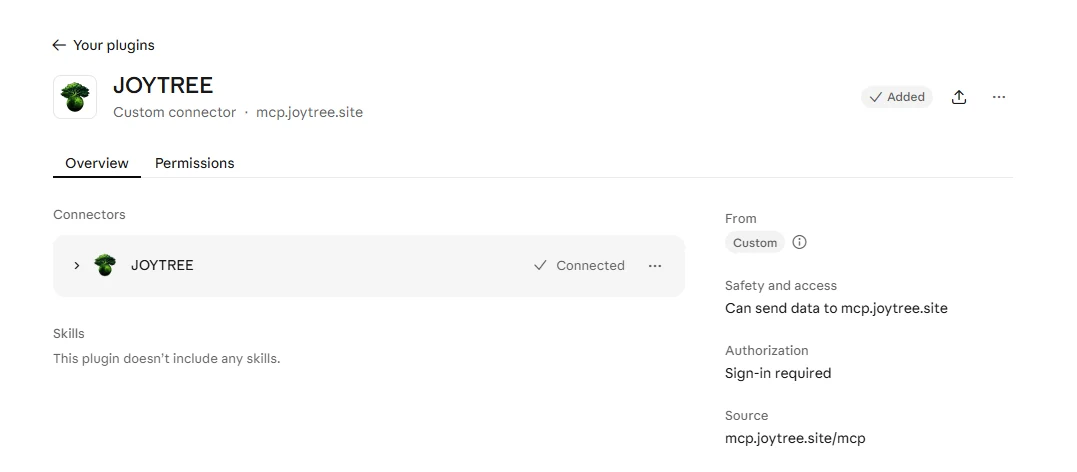 Your plugins
JOYTREE
Custom connector · mcp.joytree.site
Added
Overview
Permissions
Connectors
JOYTREE
Connected
Skills
This plugin doesn't include any skills.
From
Custom
Safety and access
Can send data to mcp.joytree.site
Authorization
Sign-in required
Source
mcp.joytree.site/mcp